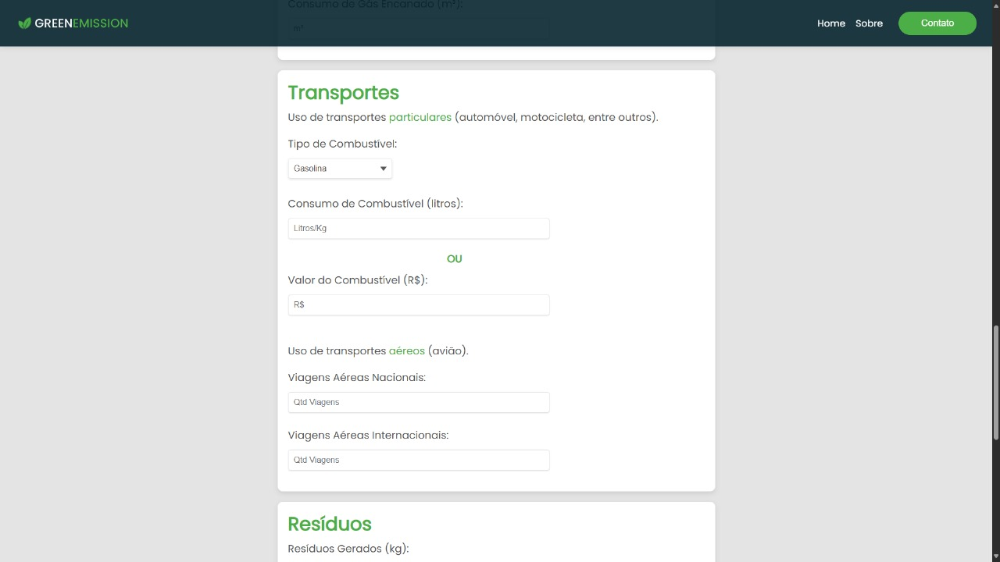 Consumo de Gás Encanado (m³):
m³
GREENEMISSION
Home
Sobre
Contato
Transportes
Uso de transportes particulares (automóvel, motocicleta, entre outros).
Tipo de Combustível:
Gasolina
Consumo de Combustível (litros):
Litros/Kg
OU
Valor do Combustível (R$):
R$
Uso de transportes aéreos (avião).
Viagens Aéreas Nacionais:
Qtd Viagens
Viagens Aéreas Internacionais:
Qtd Viagens
Resíduos
Resíduos Gerados (kg):